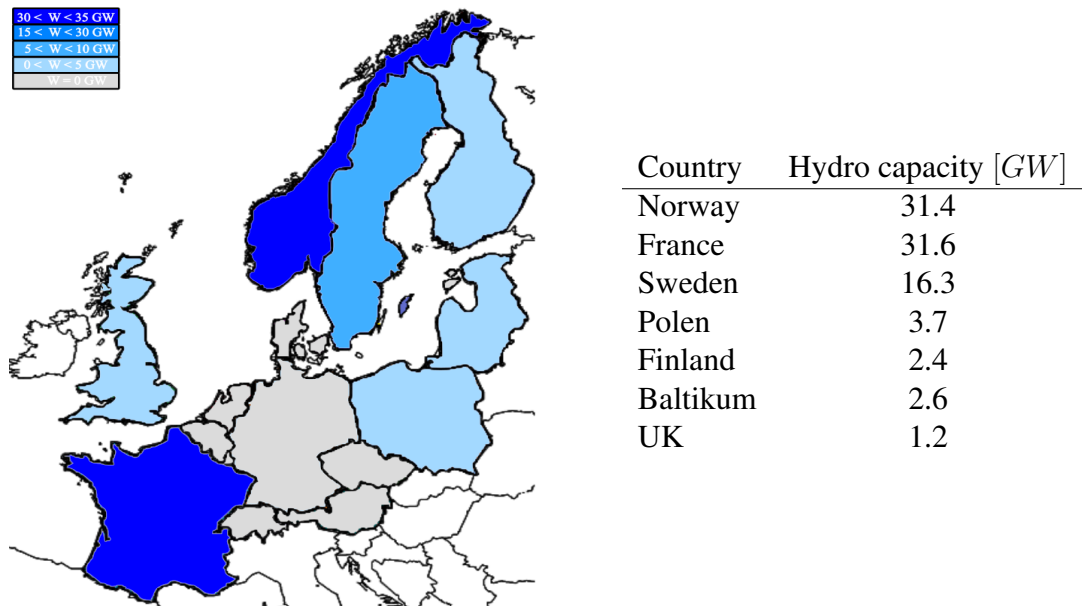 30 < W < 35 GW
15 < W < 30 GW
5 < W < 10 GW
0 < W < 5 GW
W = 0 GW
Country Hydro capacity [GW]
Norway 31.4
France 31.6
Sweden 16.3
Polen 3.7
Finland 2.4
Baltikum 2.6
UK 1.2